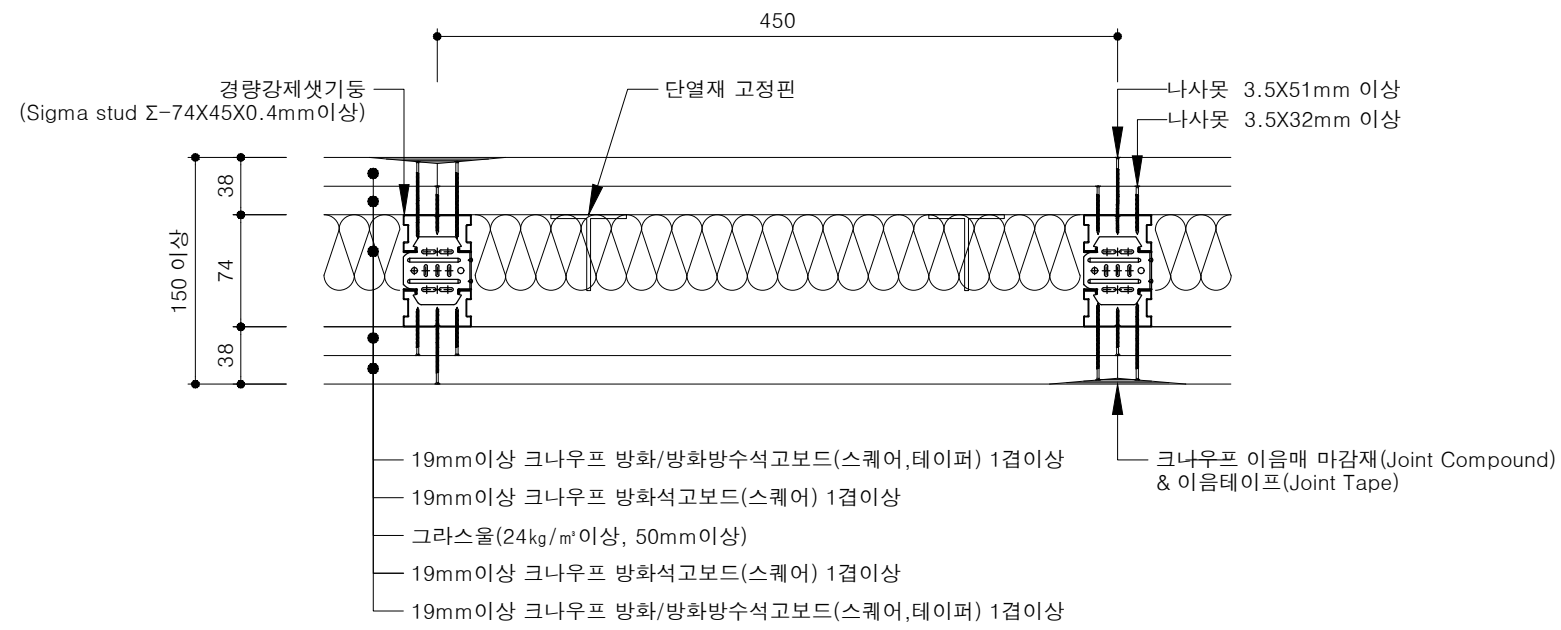 450
경량강제샛기둥
(Sigma stud Σ-74X45X0.4mm이상)
단열재 고정핀
나사못 3.5X51mm 이상
나사못 3.5X32mm 이상
38
74
38
150 이상
19mm이상 크나우프 방화/방화방수석고보드(스퀘어,테이퍼) 1겹이상
19mm이상 크나우프 방화석고보드(스퀘어) 1겹이상
그라스울(24kg/㎥이상, 50mm이상)
19mm이상 크나우프 방화석고보드(스퀘어) 1겹이상
19mm이상 크나우프 방화/방화방수석고보드(스퀘어,테이퍼) 1겹이상
크나우프 이음매 마감재(Joint Compound)
& 이음테이프(Joint Tape)